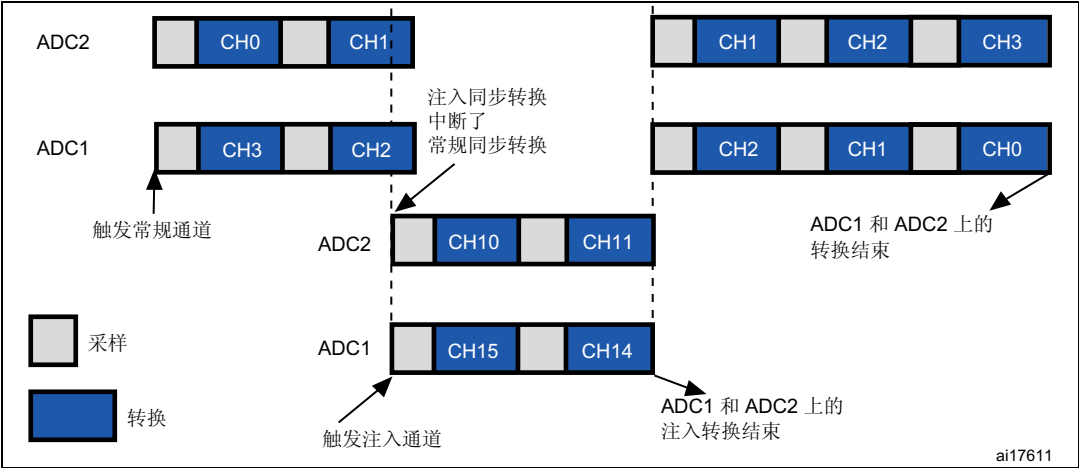 ADC2 CH0 CH1 CH1 CH2 CH3
注入同步转换
中断了
常规同步转换
ADC1 CH3 CH2 CH2 CH1 CH0
触发常规通道
ADC2 CH10 CH11
ADC1 和 ADC2 上的
转换结束
采样
ADC1 CH15 CH14
转换
触发注入通道
ADC1 和 ADC2 上的
注入转换结束
ai17611